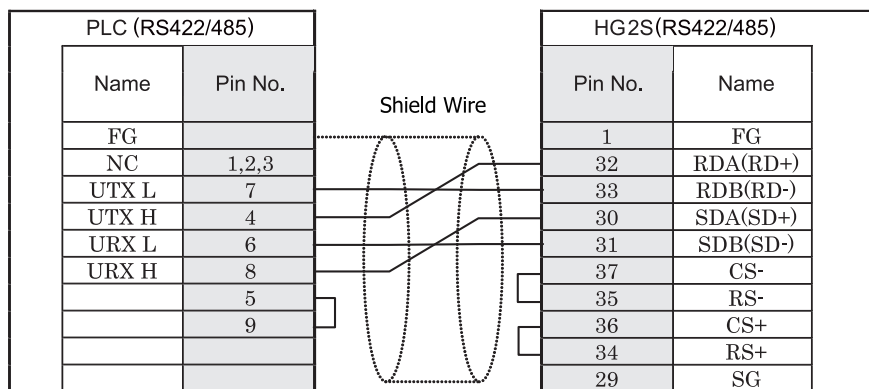 PLC (RS422/485) HG2S(RS422/485)
Name Pin No. Pin No. Name
Shield Wire
FG 1 FG
NC 1,2,3 32 RDA(RD+)
UTX L 7 33 RDB(RD-)
UTX H 4 30 SDA(SD+)
URX L 6 31 SDB(SD-)
URX H 8 37 CS-
5 35 RS-
9 36 CS+
34 RS+
29 SG